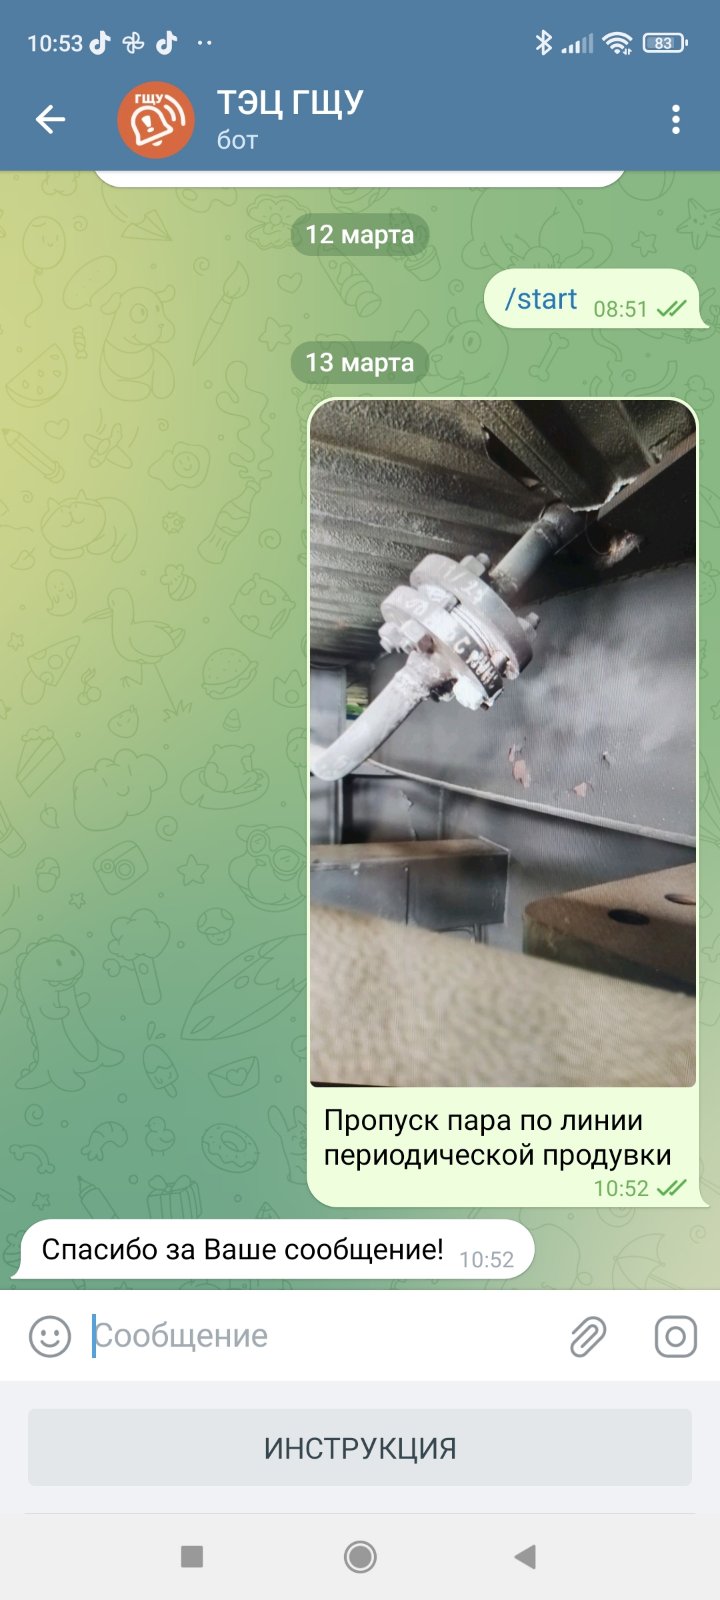 10:53
83
ГЩУ
ТЭЦ ГЩУ
бот
12 марта
/start 08:51
13 марта
Пропуск пара по линии
периодической продувки
10:52
Спасибо за Ваше сообщение! 10:52
Сообщение
ИНСТРУКЦИЯ